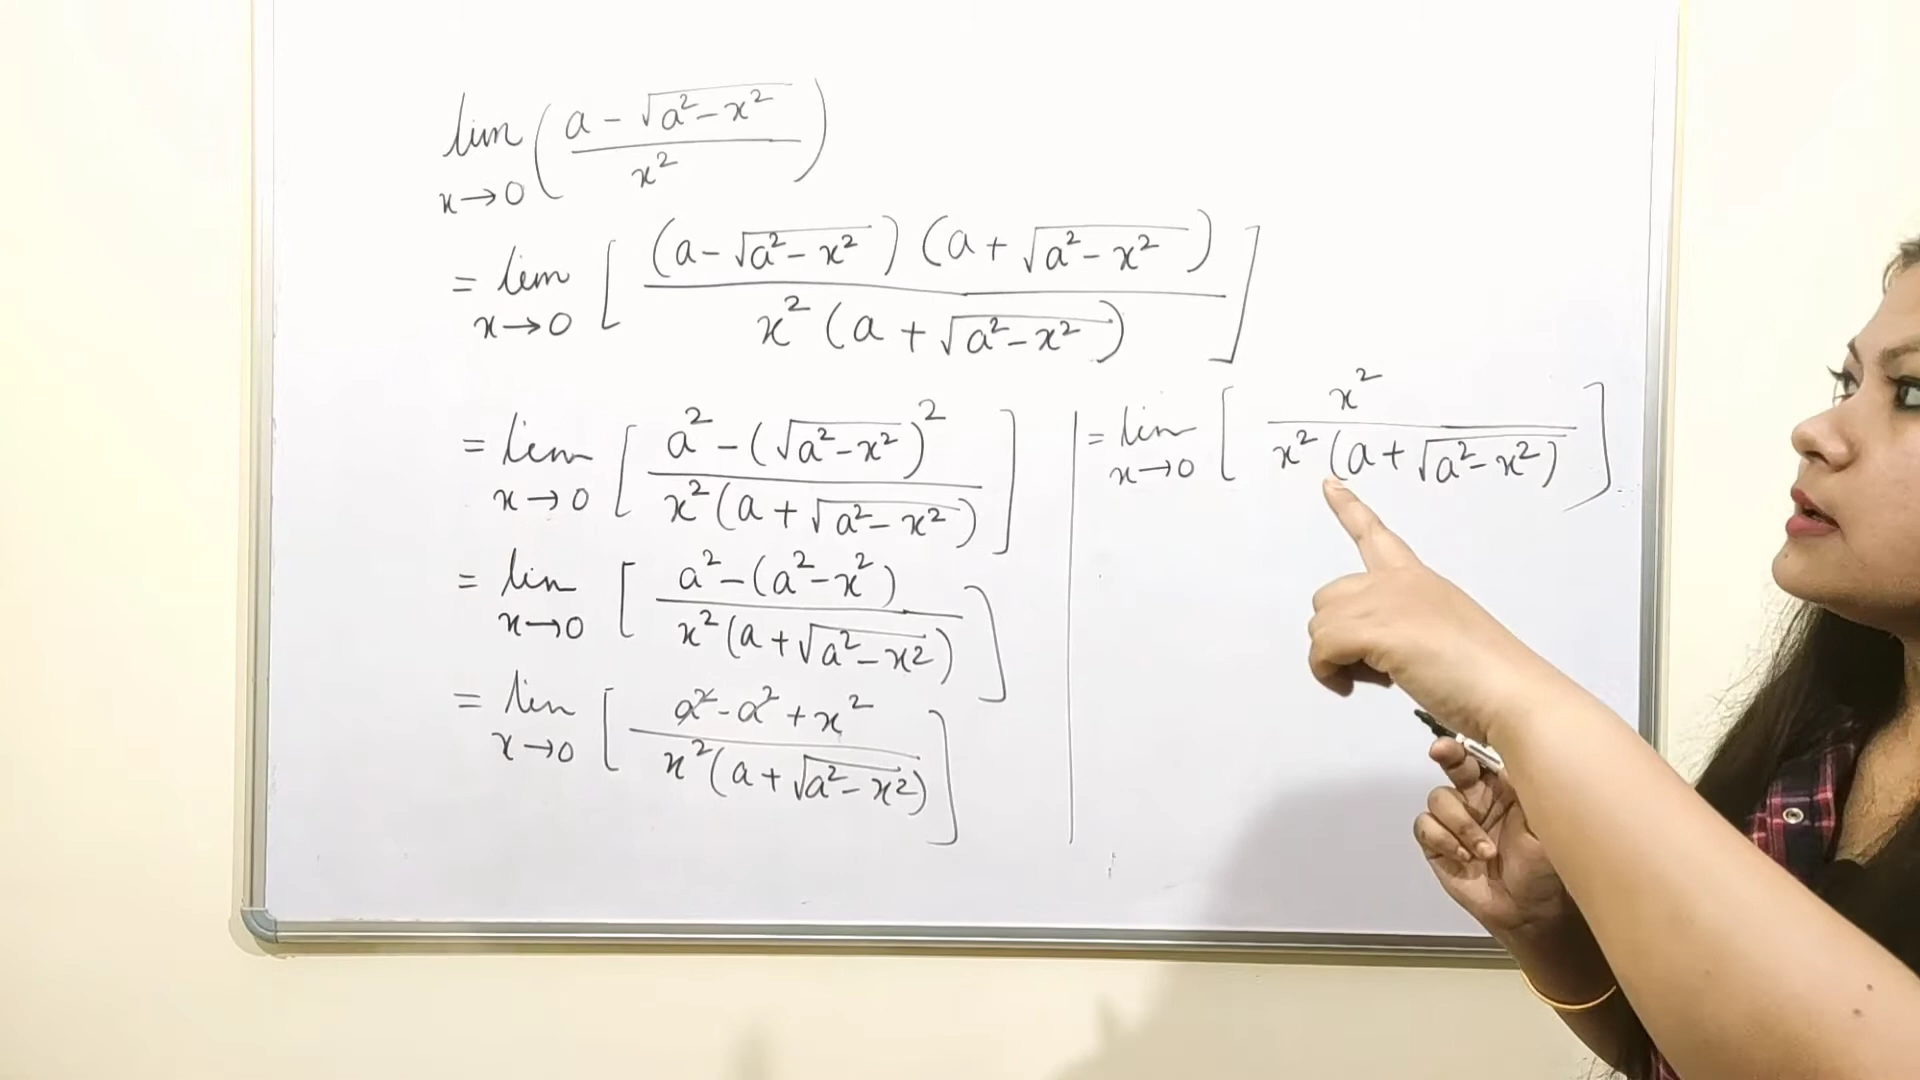 lim x→0 ( (a - √(a² - x²)) / x² )
= lim x→0 [ (a - √(a² - x²)) (a + √(a² - x²)) / x² (a + √(a² - x²)) ]
= lim x→0 [ a² - (√(a² - x²))² / x² (a + √(a² - x²)) ]
= lim x→0 [ a² - (a² - x²) / x² (a + √(a² - x²)) ]
= lim x→0 [ a² - a² + x² / x² (a + √(a² - x²)) ]
= lim x→0 [ x² / x² (a + √(a² - x²)) ]